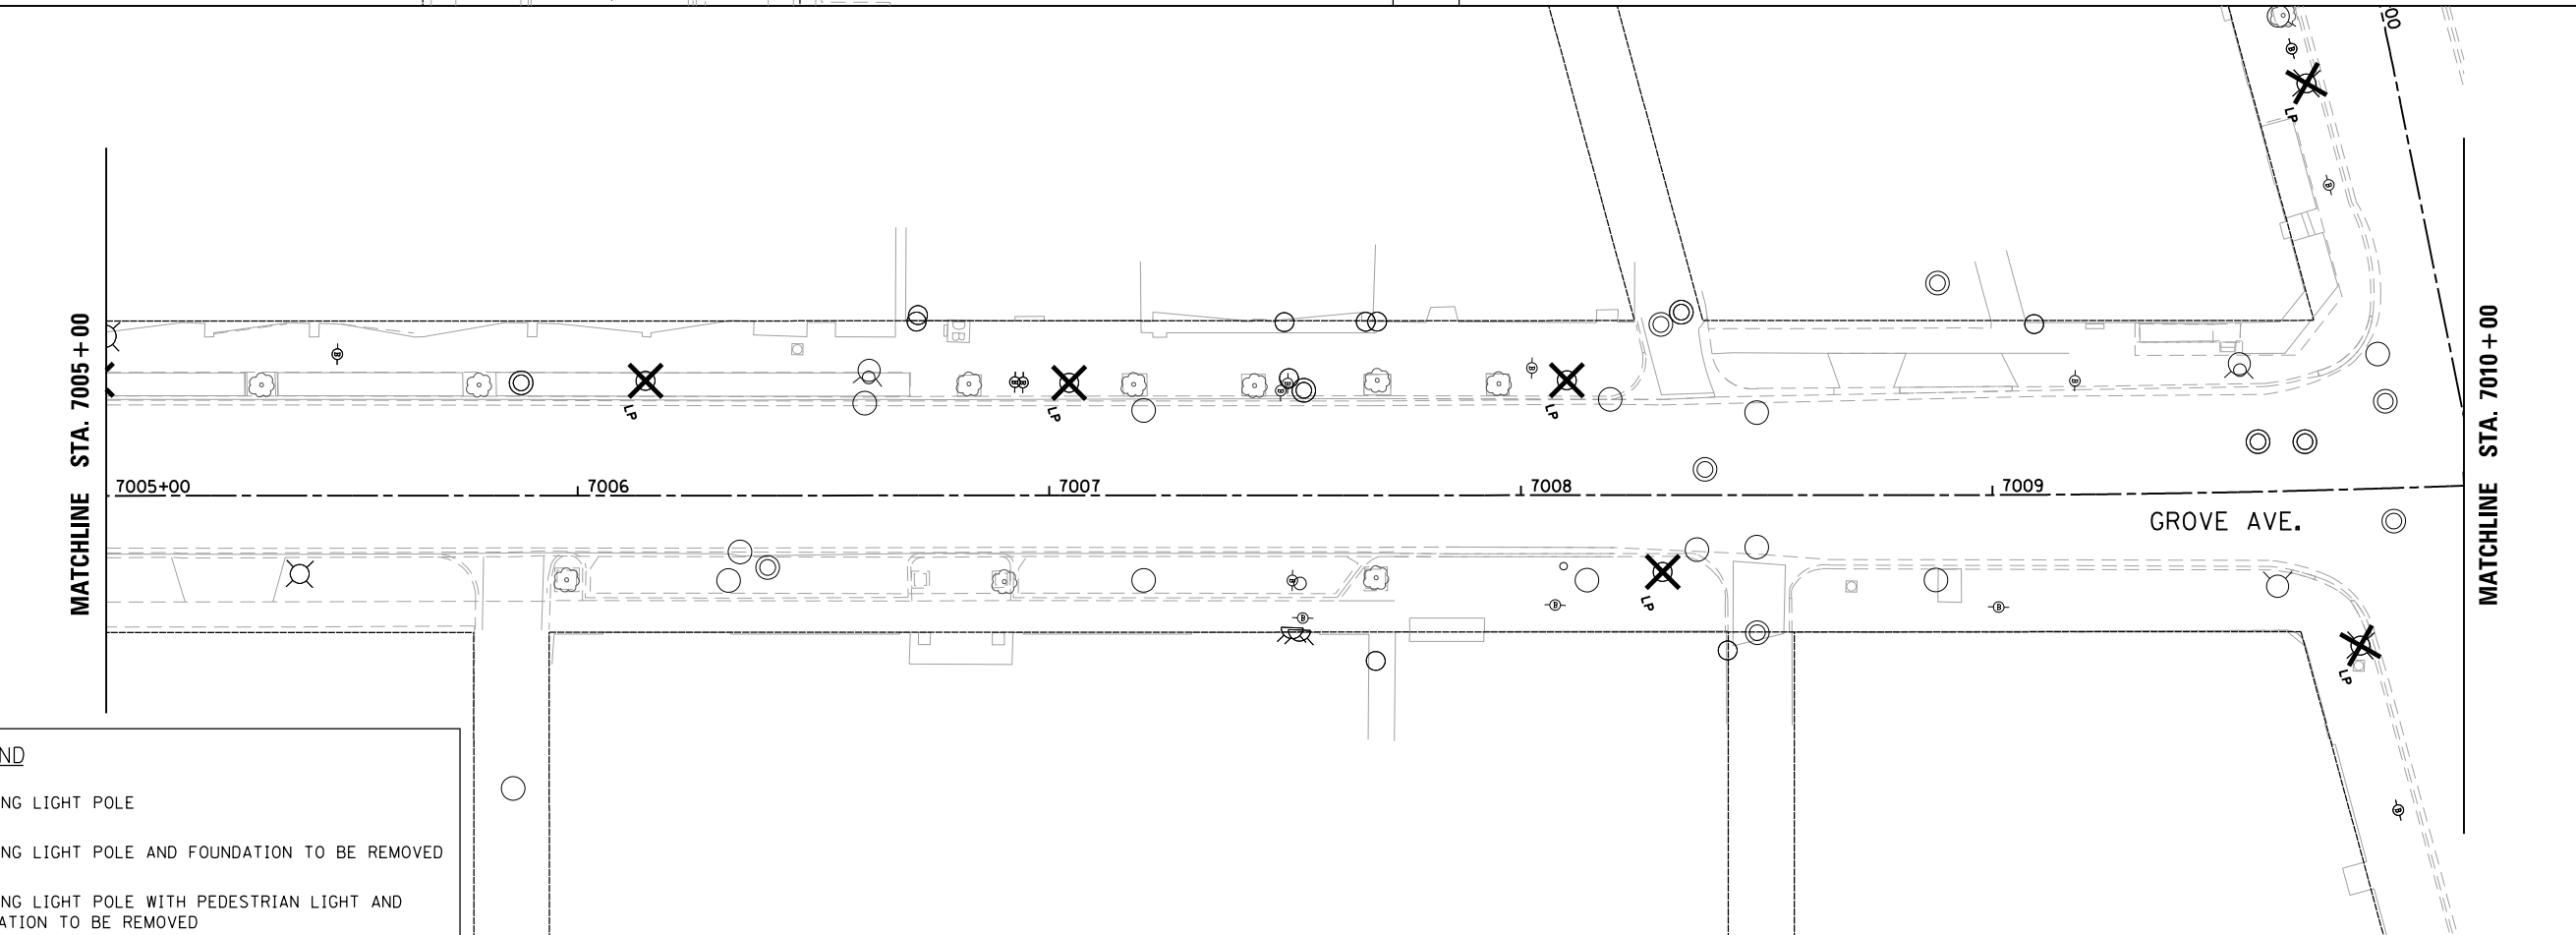 00
LP
MATCHLINE STA. 7005+00
LP
LP
LP
7005+00
7006
7007
7008
7009
GROVE AVE.
MATCHLINE STA. 7010+00
LP
LP
ND
NG LIGHT POLE
NG LIGHT POLE AND FOUNDATION TO BE REMOVED
NG LIGHT POLE WITH PEDESTRIAN LIGHT AND
ATION TO BE REMOVED